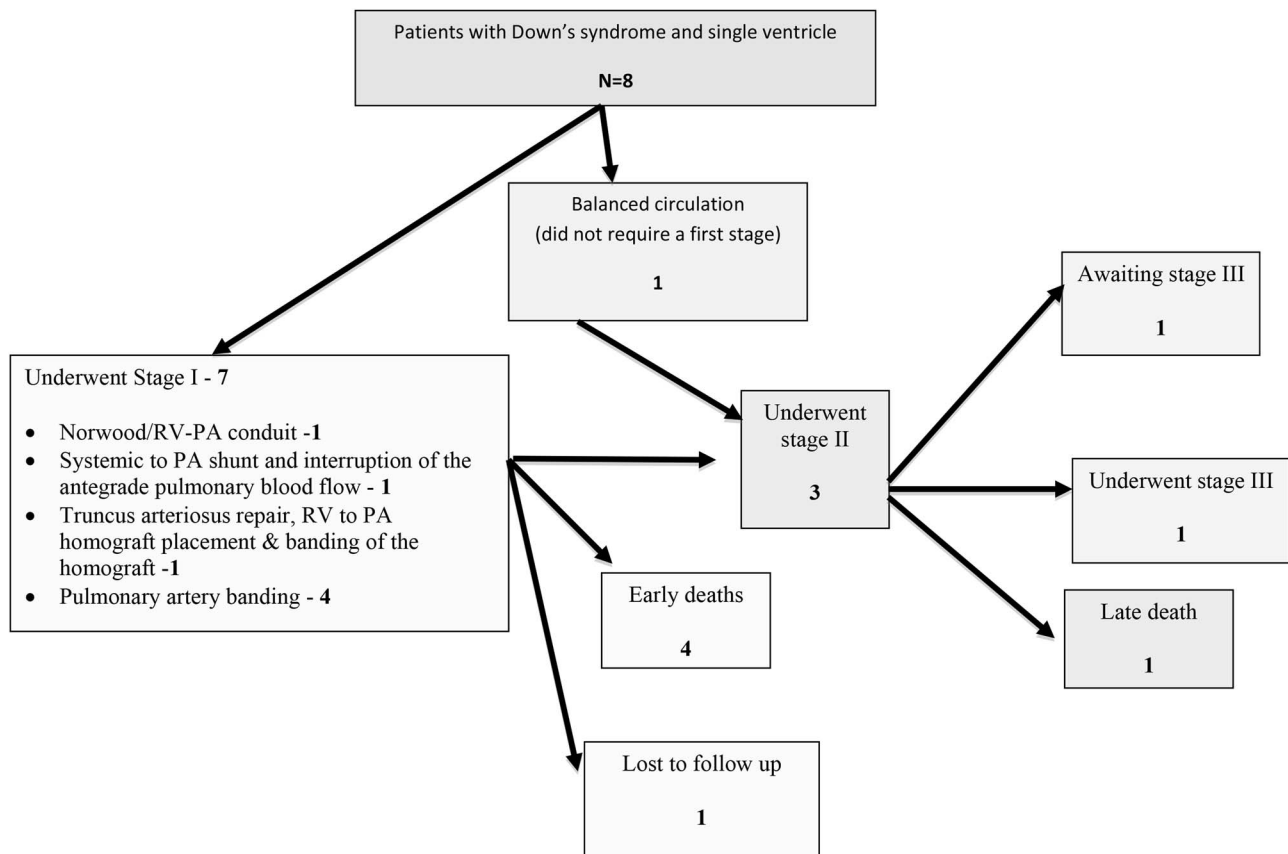 Patients with Down's syndrome and single ventricle
N=8
Balanced circulation
(did not require a first stage)
1
Underwent Stage I - 7
• Norwood/RV-PA conduit -1
• Systemic to PA shunt and interruption of the
antegrade pulmonary blood flow - 1
• Truncus arteriosus repair, RV to PA
homograft placement & banding of the
homograft -1
• Pulmonary artery banding - 4
Underwent
stage II
3
Early deaths
4
Lost to follow up
1
Awaiting stage III
1
Underwent stage III
1
Late death
1